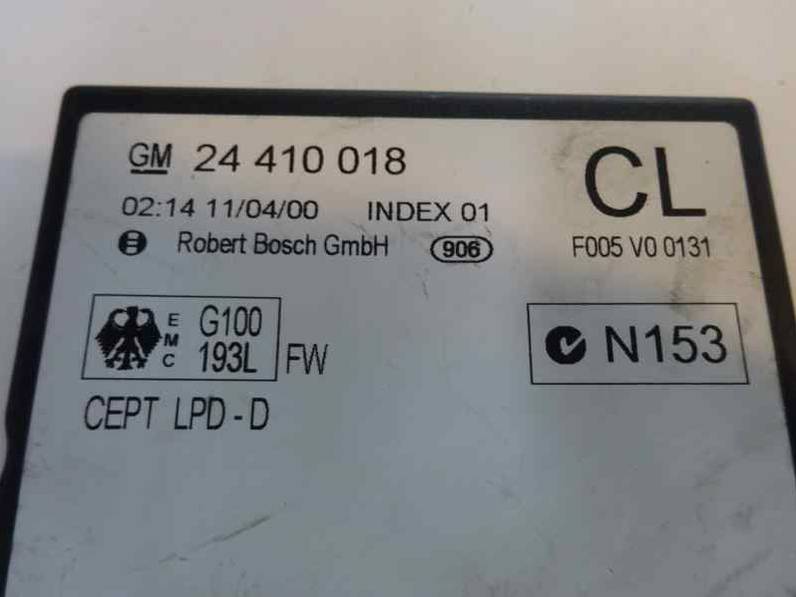 GM 24 410 018
CL
02:14 11/04/00 INDEX 01
Robert Bosch GmbH 906
F005 V0 0131
EMC G100
193L FW
N153
CEPT LPD - D